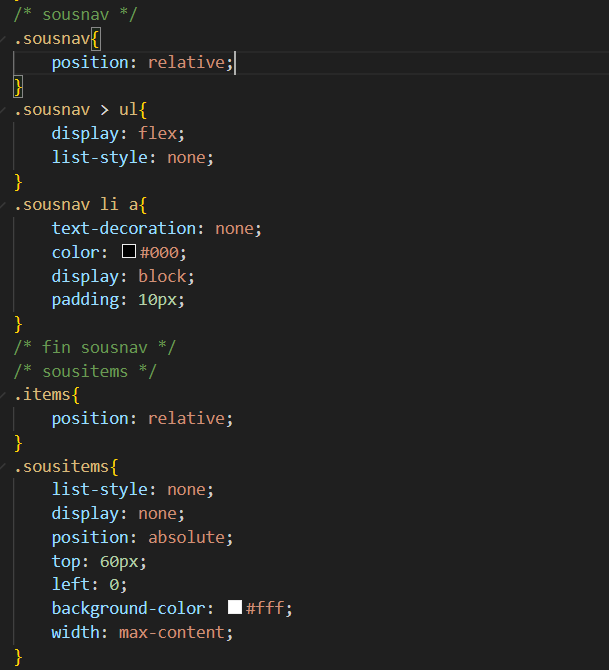 /* sousnav */
.sousnav{
    position: relative;
}
.sousnav > ul{
    display: flex;
    list-style: none;
}
.sousnav li a{
    text-decoration: none;
    color: #000;
    display: block;
    padding: 10px;
}
/* fin sousnav */
/* sousitems */
.items{
    position: relative;
}
.sousitems{
    list-style: none;
    display: none;
    position: absolute;
    top: 60px;
    left: 0;
    background-color: #fff;
    width: max-content;
}